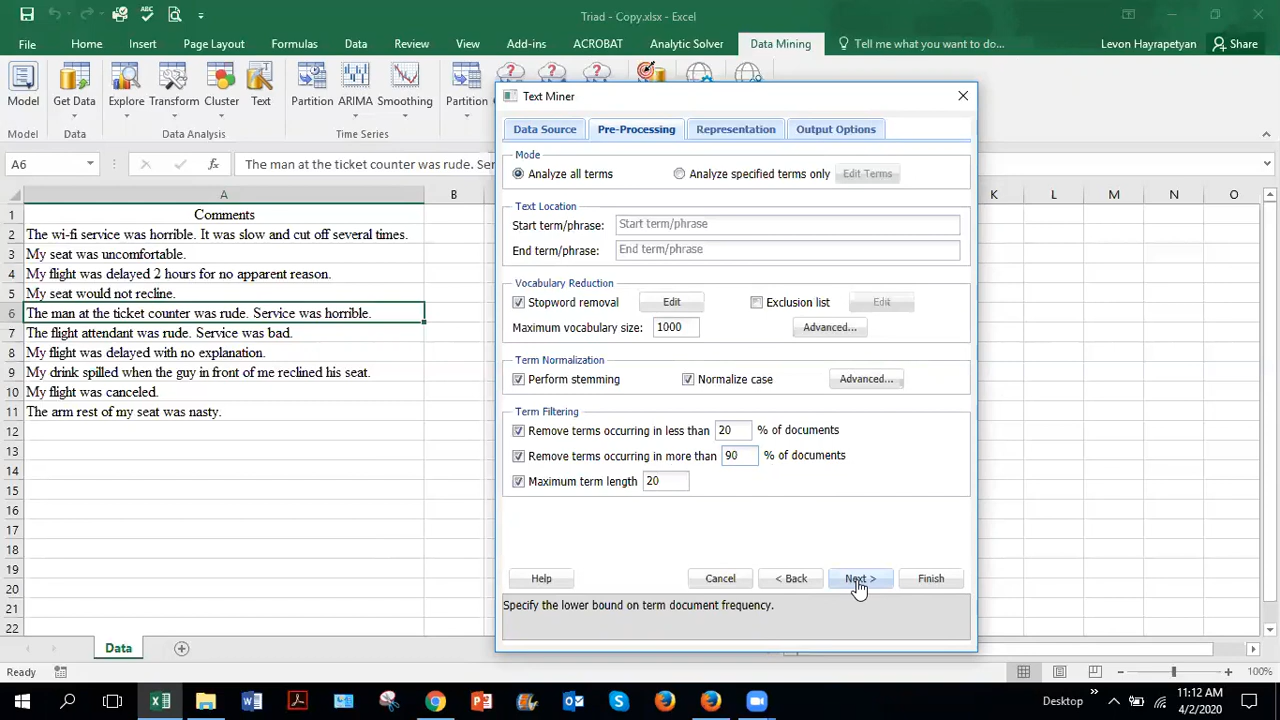 Triad - Copy.xlsx - Excel
File Home Insert Page Layout Formulas Data Review View Add-ins ACROBAT Analytic Solver Data Mining Tell me what you want to do... Levon Hayrapetyan Share
Model Get Data Explore Transform Cluster Text Partition ARIMA Smoothing Partition
Model Data Data Analysis Time Series
A6 fx The man at the ticket counter was rude. Ser
A B K L M N O
1 Comments
2 The wi-fi service was horrible. It was slow and cut off several times.
3 My seat was uncomfortable.
4 My flight was delayed 2 hours for no apparent reason.
5 My seat would not recline.
6 The man at the ticket counter was rude. Service was horrible.
7 The flight attendant was rude. Service was bad.
8 My flight was delayed with no explanation.
9 My drink spilled when the guy in front of me reclined his seat.
10 My flight was canceled.
11 The arm rest of my seat was nasty.
12
13
14
15
16
17
18
19
20
21
22
Text Miner
Data Source Pre-Processing Representation Output Options
Mode
Analyze all terms Analyze specified terms only Edit Terms
Text Location
Start term/phrase: Start term/phrase
End term/phrase: End term/phrase
Vocabulary Reduction
Stopword removal Edit Exclusion list Edit
Maximum vocabulary size: 1000 Advanced...
Term Normalization
Perform stemming Normalize case Advanced...
Term Filtering
Remove terms occurring in less than 20 % of documents
Remove terms occurring in more than 90 % of documents
Maximum term length 20
Help Cancel < Back Next > Finish
Specify the lower bound on term document frequency.
Data
Ready 100%
Desktop 11:12 AM
4/2/2020